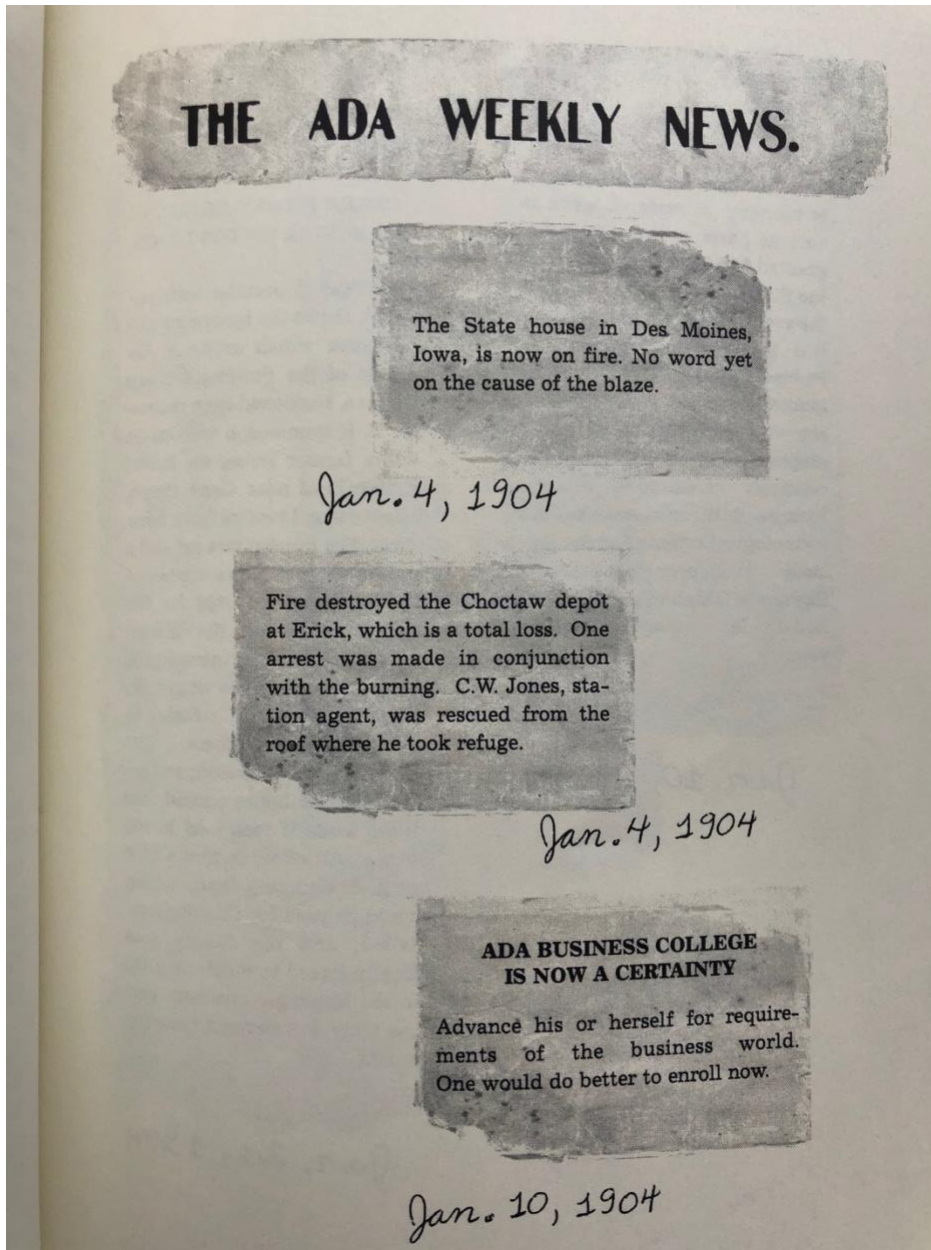 THE ADA WEEKLY NEWS.
The State house in Des Moines,
Iowa, is now on fire. No word yet
on the cause of the blaze.
Jan. 4, 1904
Fire destroyed the Choctaw depot
at Erick, which is a total loss. One
arrest was made in conjunction
with the burning. C.W. Jones, sta-
tion agent, was rescued from the
roof where he took refuge.
Jan. 4, 1904
ADA BUSINESS COLLEGE
IS NOW A CERTAINTY
Advance his or herself for require-
ments of the business world.
One would do better to enroll now.
Jan. 10, 1904